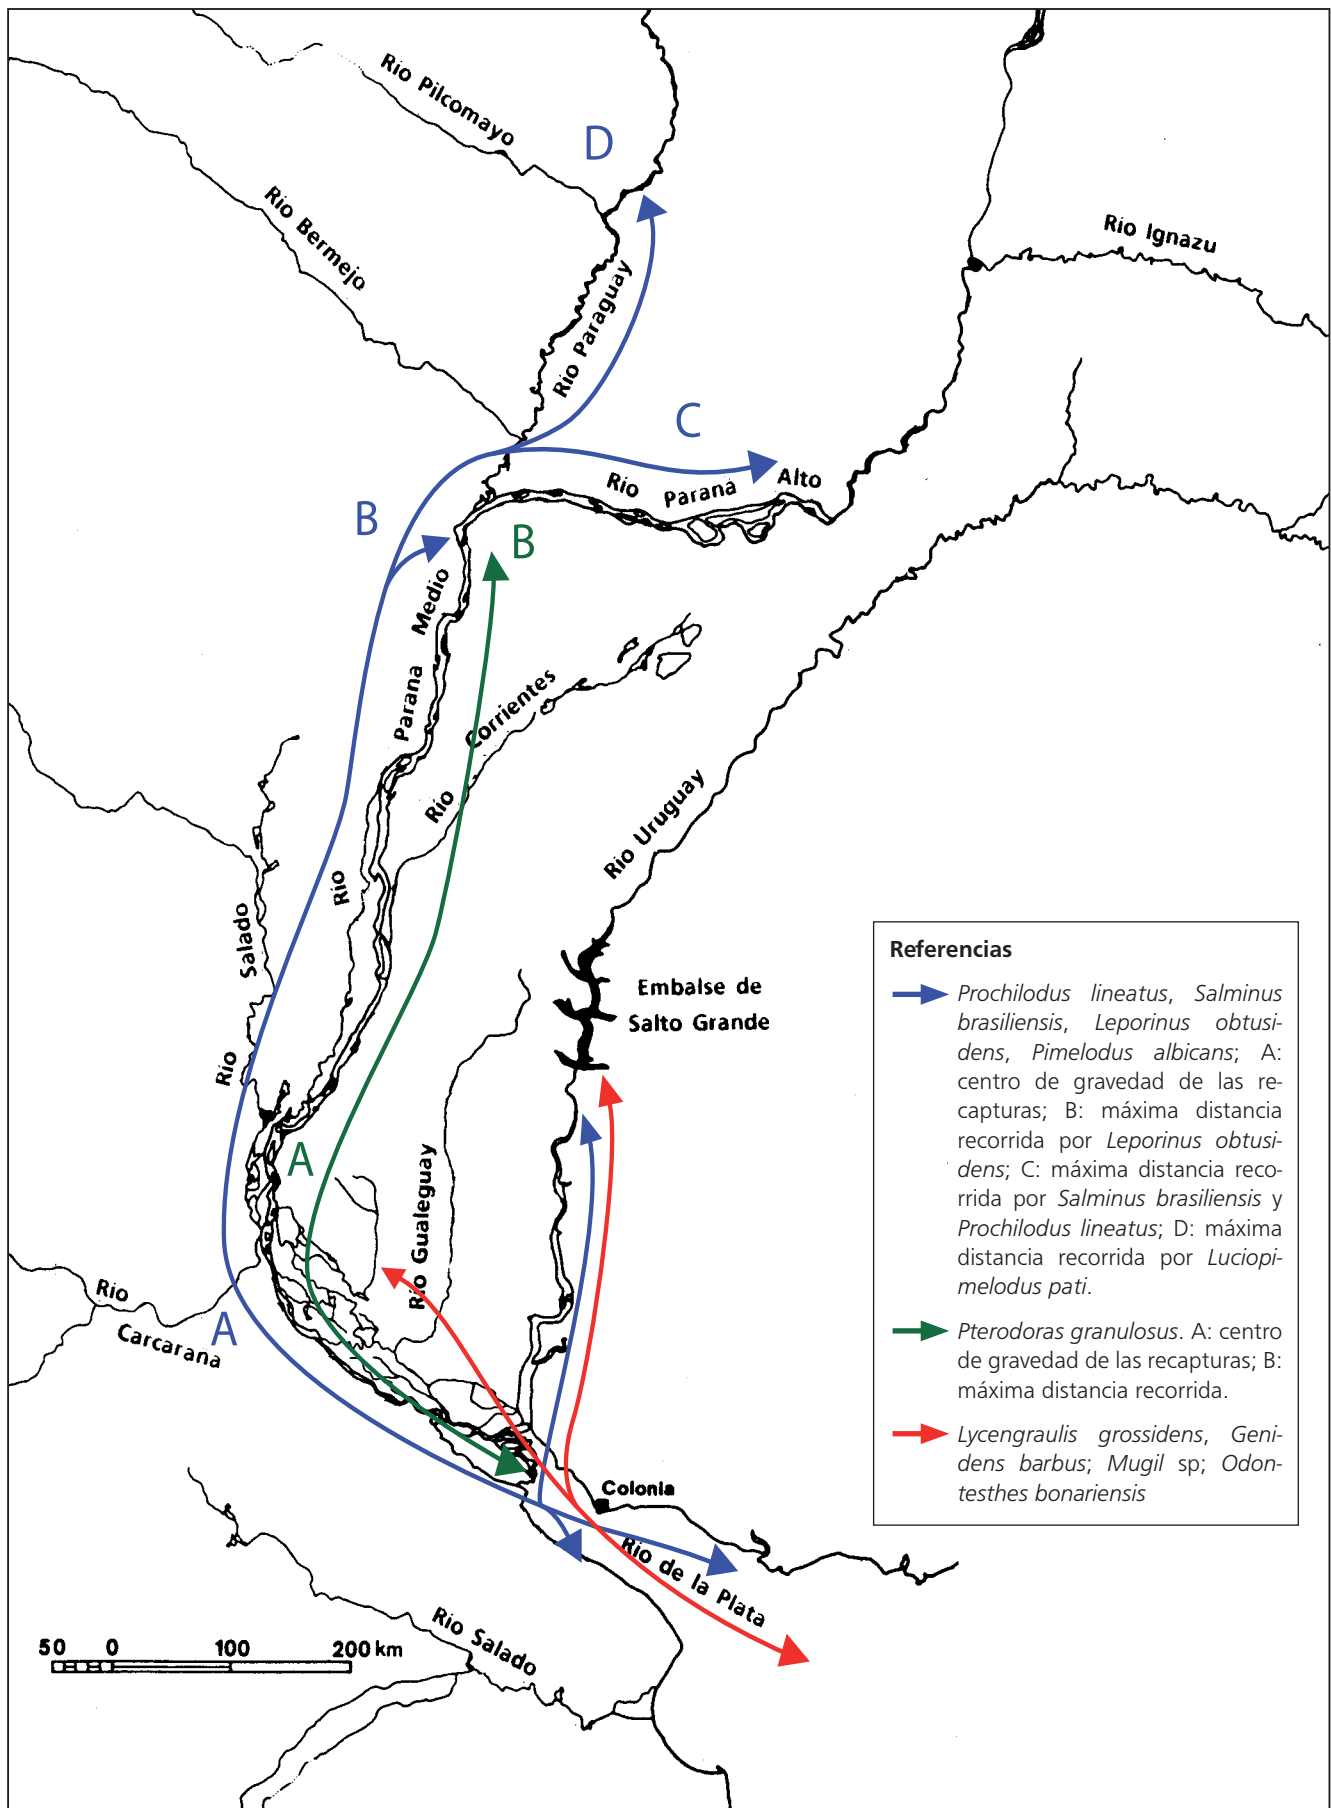 Rio Pilcomayo
D
Rio Bermejo
Rio Ignazu
Rio Paraguay
C
B
Rio Parana Alto
B
Rio Parana Medio
Rio Corrientes
Rio Uruguay
Rio Salado
Embalse de
Salto Grande
A
Rio Gualeguay
Rio
Carcarana
A
Colonia
Rio de la Plata
Rio Salado
50 0 100 200 km
Referencias
Prochilodus lineatus, Salminus
brasiliensis, Leporinus obtusi-
dens, Pimelodus albicans; A:
centro de gravedad de las re-
capturas; B: máxima distancia
recorrida por Leporinus obtusi-
dens; C: máxima distancia reco-
rrida por Salminus brasiliensis y
Prochilodus lineatus; D: máxima
distancia recorrida por Luciopi-
melodus pati.
Pterodoras granulosus. A: centro
de gravedad de las recapturas; B:
máxima distancia recorrida.
Lycengraulis grossidens, Geni-
dens barbus; Mugil sp; Odon-
testhes bonariensis